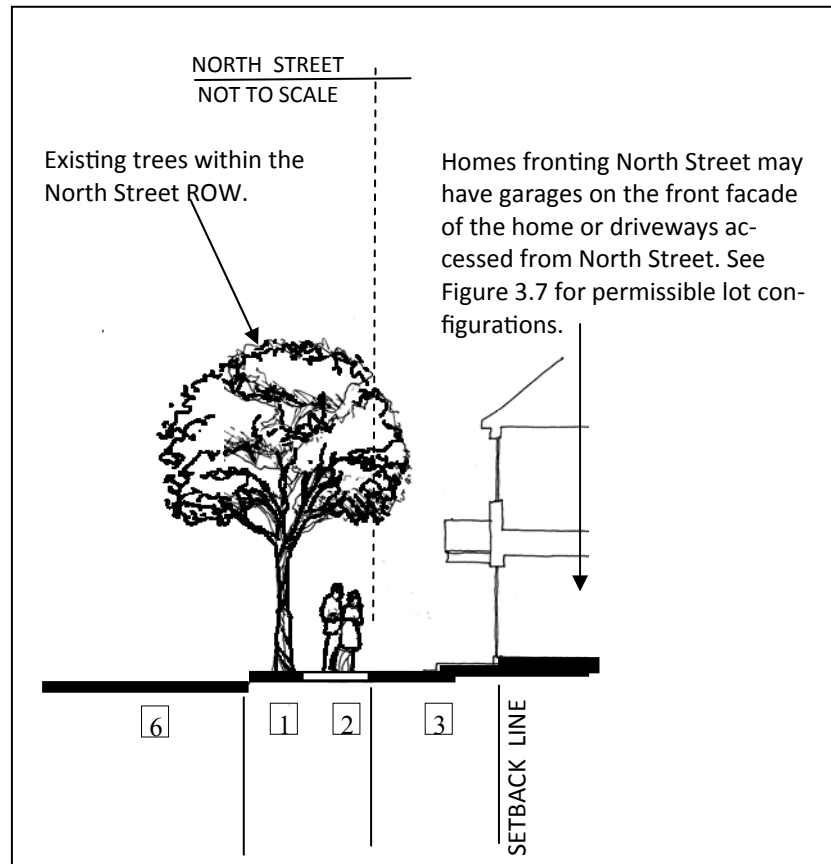 NORTH STREET
NOT TO SCALE
Existing trees within the
North Street ROW.
Homes fronting North Street may
have garages on the front facade
of the home or driveways ac-
cessed from North Street. See
Figure 3.7 for permissible lot con-
figurations.
6
1
2
3
SETBACK LINE